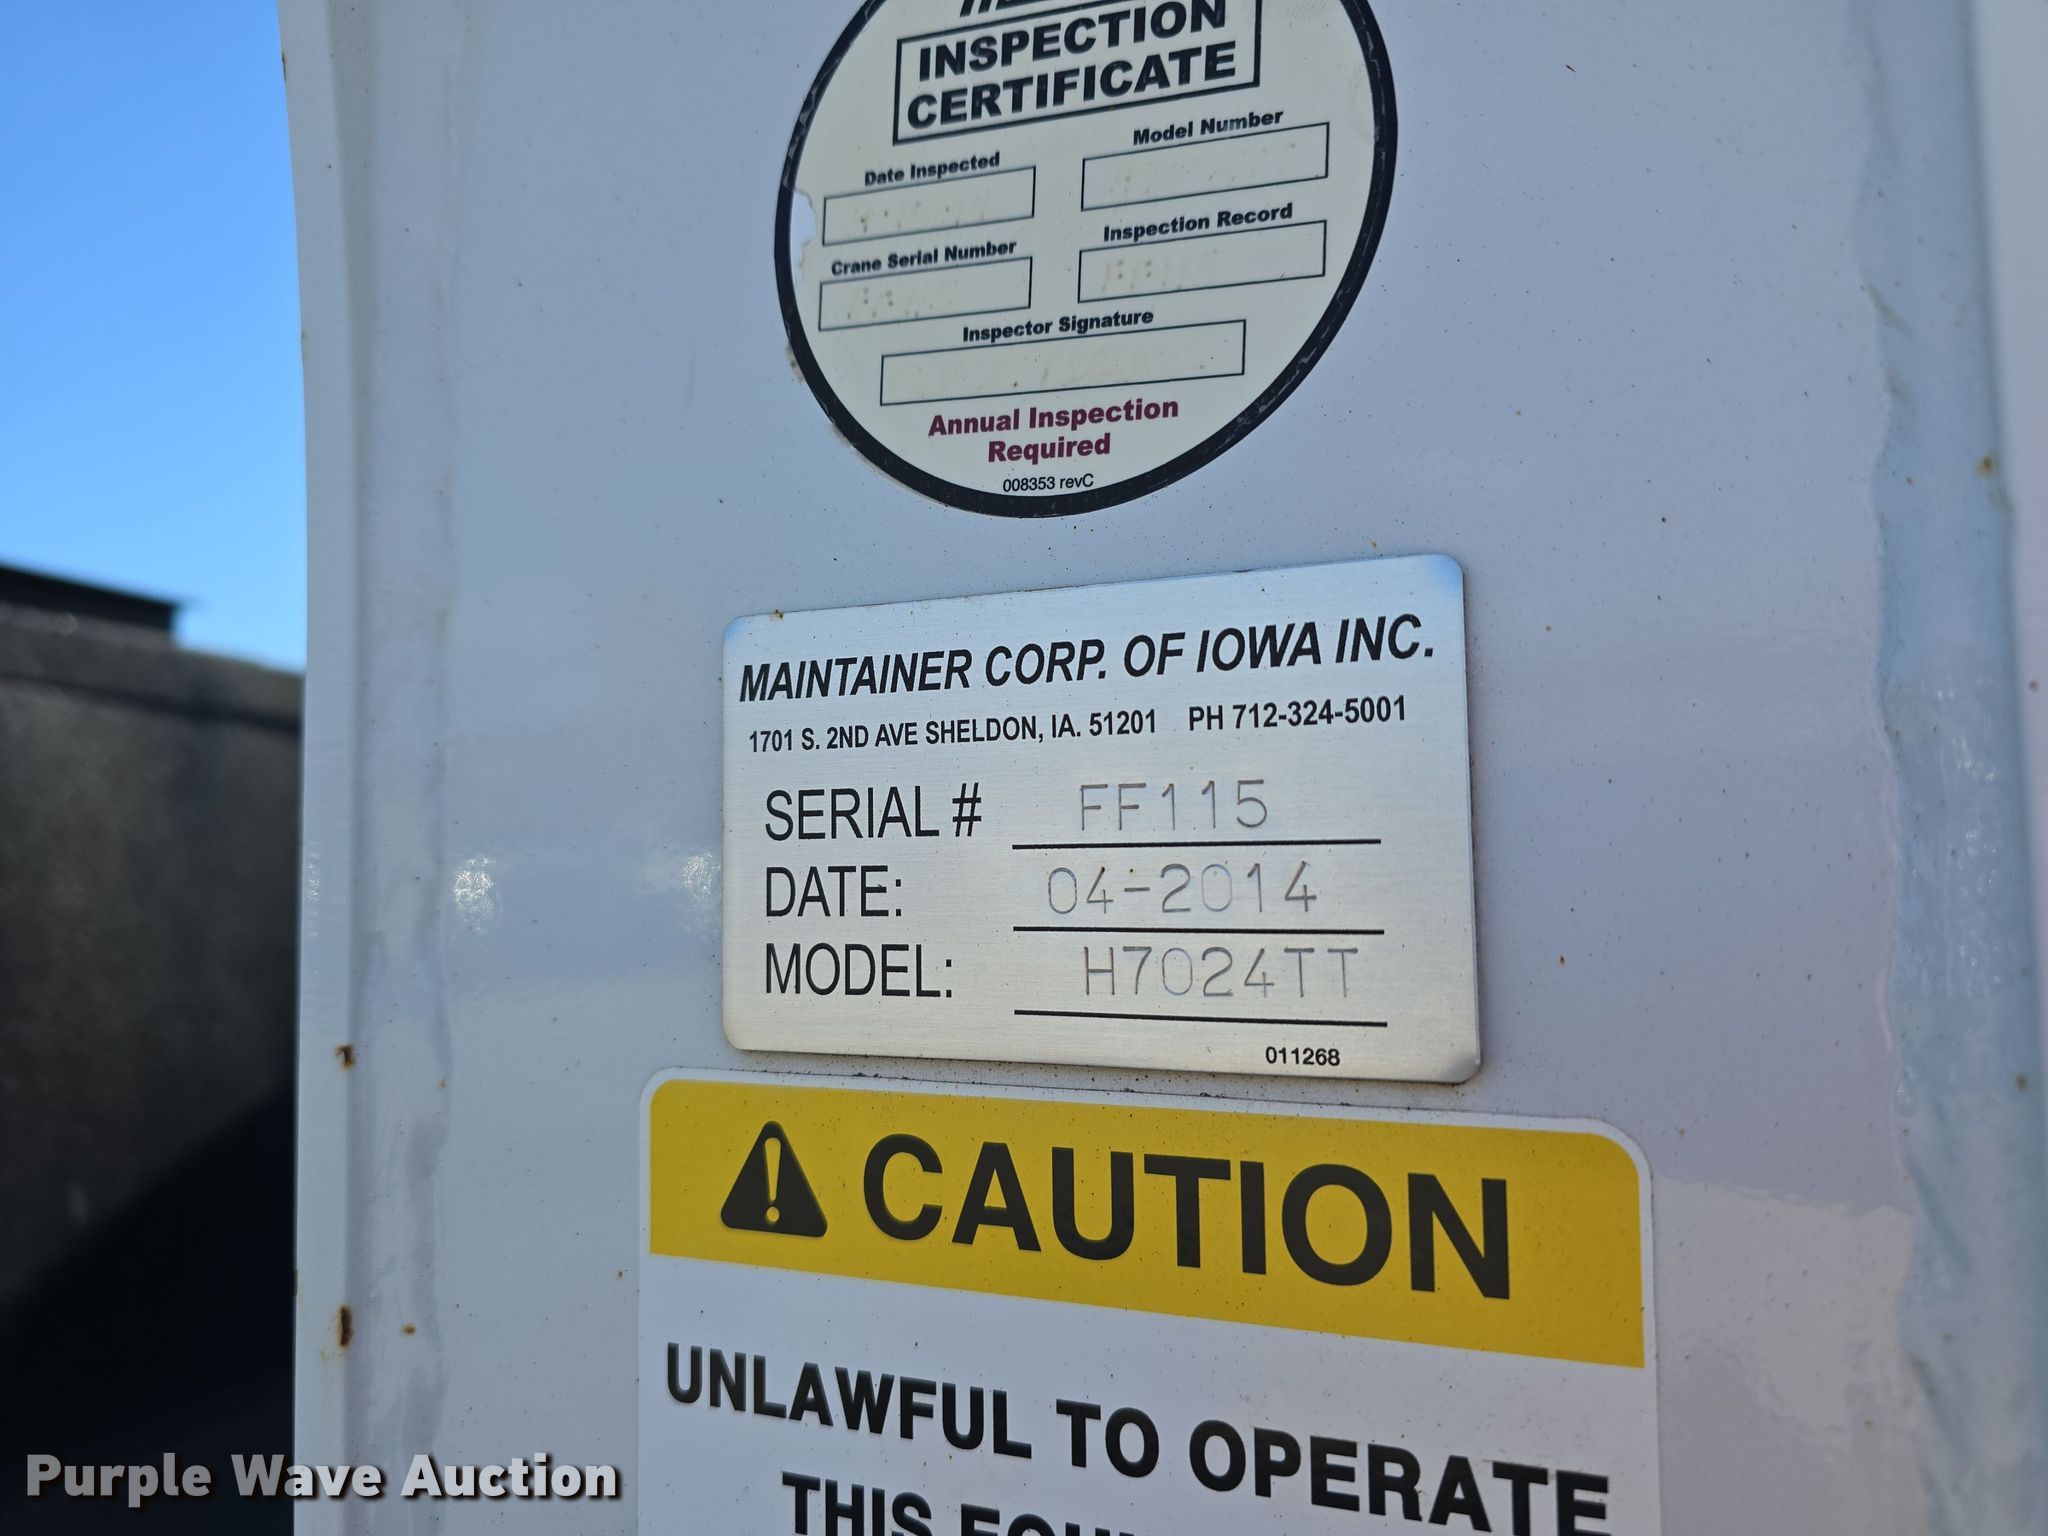 INSPECTION
CERTIFICATE
Date Inspected
Model Number
Crane Serial Number
Inspection Record
Inspector Signature
Annual Inspection
Required
008353 revC
MAINTAINER CORP. OF IOWA INC.
1701 S. 2ND AVE SHELDON, IA. 51201 PH 712-324-5001
SERIAL # FF115
DATE: 04-2014
MODEL: H7024TT
011268
CAUTION
UNLAWFUL TO OPERATE
THIS
Purple Wave Auction